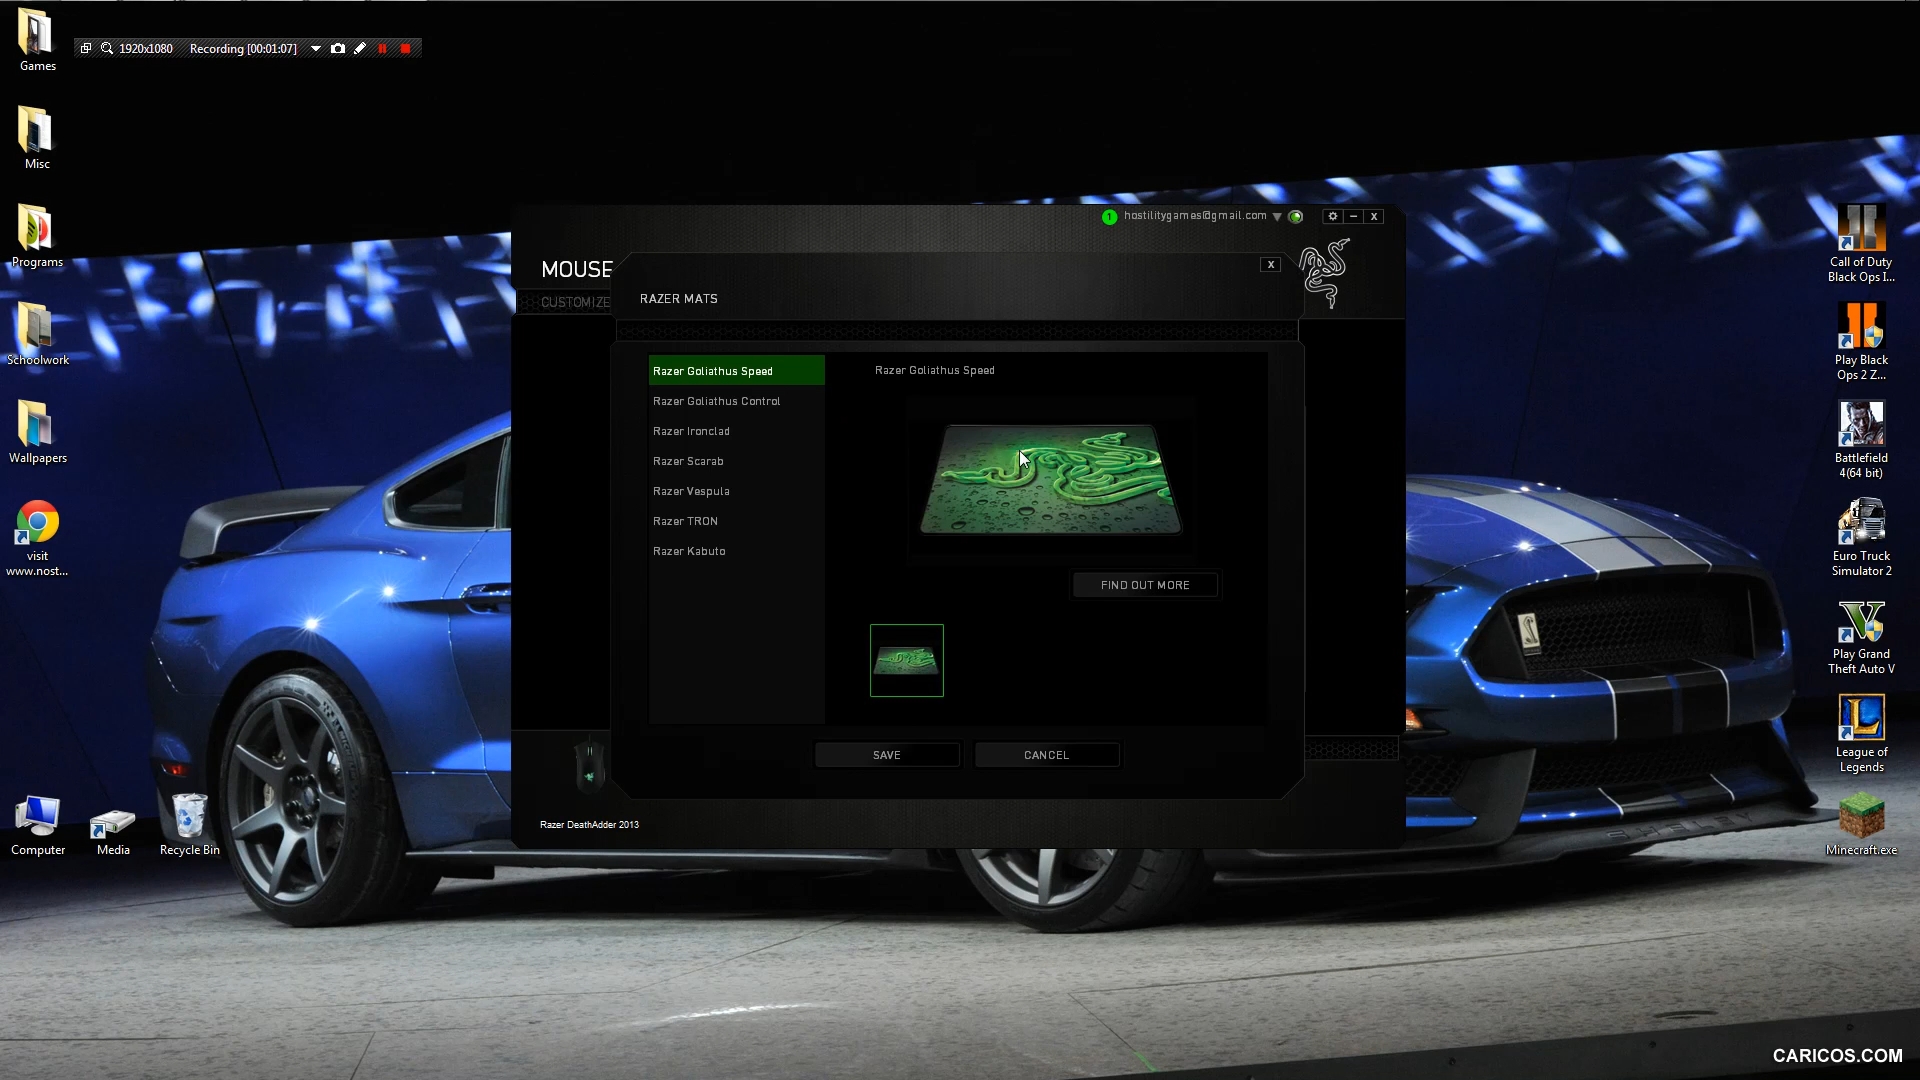 Games
1920x1080 Recording [00:01:07]
Misc
Programs
Schoolwork
Wallpapers
visit
www.nost...
Computer
Media
Recycle Bin
1 hostilitygames@gmail.com
X
MOUSE
CUSTOMIZE
RAZER MATS
X
Razer Goliathus Speed
Razer Goliathus Control
Razer Ironclad
Razer Scarab
Razer Vespula
Razer TRON
Razer Kabuto
Razer Goliathus Speed
FIND OUT MORE
SAVE
CANCEL
Razer DeathAdder 2013
Call of Duty
Black Ops I...
Play Black
Ops 2 Z...
Battlefield
4(64 bit)
Euro Truck
Simulator 2
Play Grand
Theft Auto V
League of
Legends
Minecraft.exe
SHELBY
CARICOS.COM